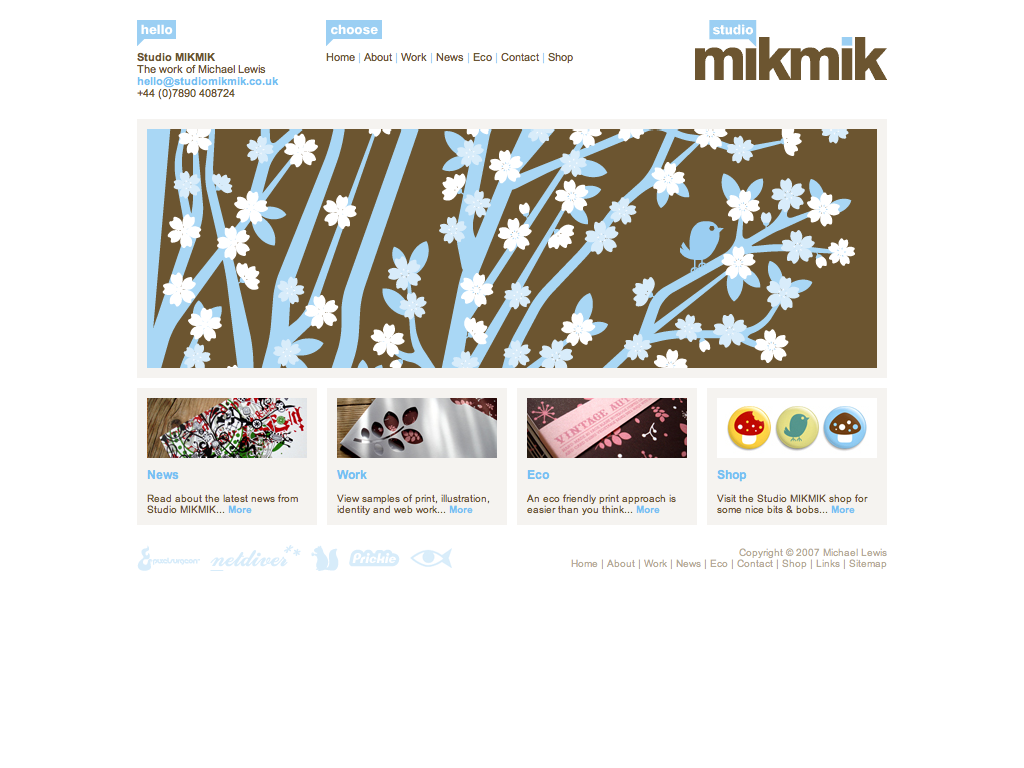 hello
Studio MIKMIK
The work of Michael Lewis
hello@studiomikmik.co.uk
+44 (0)7890 408724
choose
Home | About | Work | News | Eco | Contact | Shop
studio
mikmik
VINTAGE ART
News
Read about the latest news from
Studio MIKMIK... More
Work
View samples of print, illustration,
identity and web work... More
Eco
An eco friendly print approach is
easier than you think... More
Shop
Visit the Studio MIKMIK shop for
some nice bits & bobs... More
netdiver
Prickie
Copyright © 2007 Michael Lewis
Home | About | Work | News | Eco | Contact | Shop | Links | Sitemap